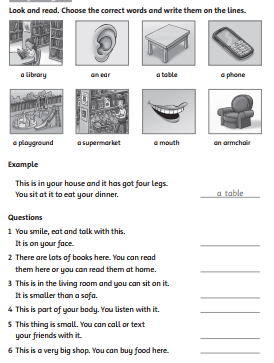 Look and read. Choose the correct words and write them on the lines.
a library an ear a table a phone
a playground a supermarket a mouth an armchair
Example
This is in your house and it has got four legs.
You sit at it to eat your dinner. a table
Questions
1 You smile, eat and talk with this.
It is on your face.
2 There are lots of books here. You can read
them here or you can read them at home.
3 This is in the living room and you can sit on it.
It is smaller than a sofa.
4 This is part of your body. You listen with it.
5 This thing is small. You can call or text
your friends with it.
6 This is a very big shop. You can buy food here.